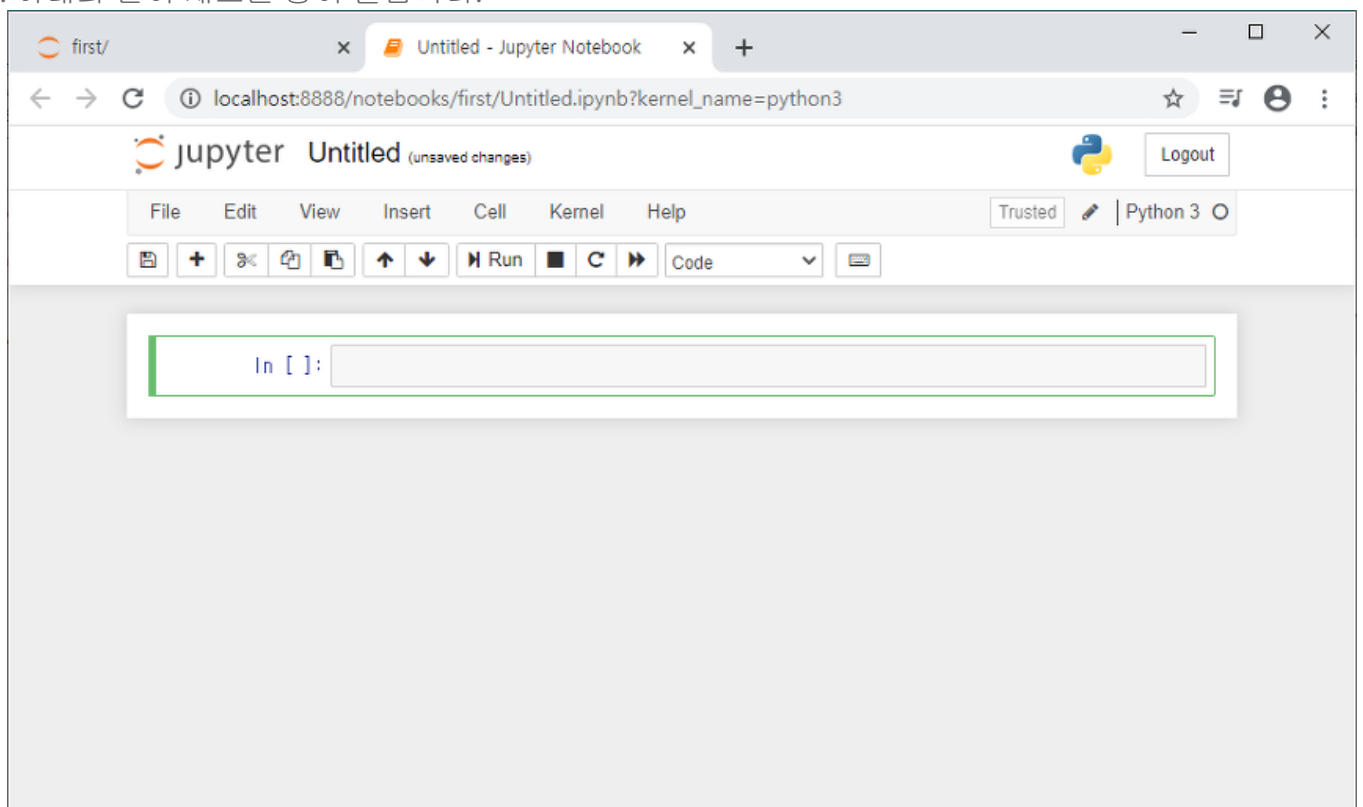 first/
Untitled - Jupyter Notebook
localhost:8888/notebooks/first/Untitled.ipynb?kernel_name=python3
jupyter Untitled (unsaved changes)
Logout
File Edit View Insert Cell Kernel Help
Trusted
Python 3
Run
Code
In [ ]: